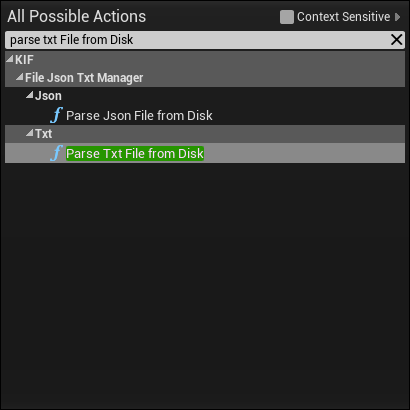 All Possible Actions
Context Sensitive
parse txt File from Disk
KIF
File Json Txt Manager
Json
f Parse Json File from Disk
Txt
f Parse Txt File from Disk